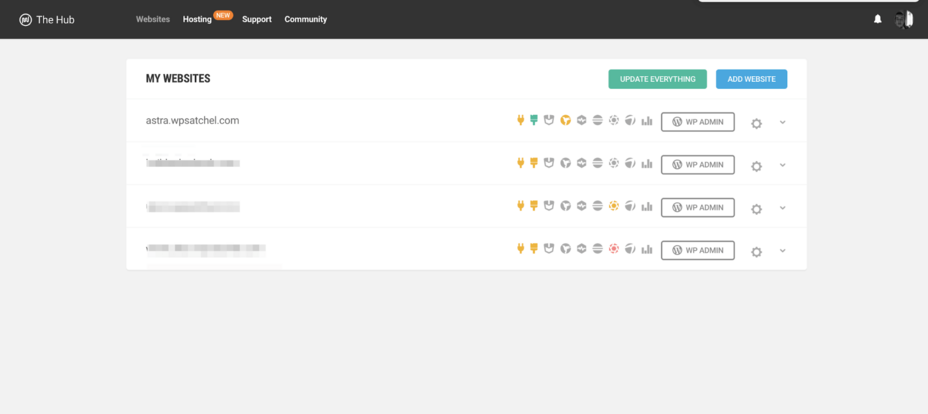 The Hub
Websites Hosting NEW Support Community
MY WEBSITES
UPDATE EVERYTHING ADD WEBSITE
astra.wpsatchel.com WP ADMIN
WP ADMIN
WP ADMIN
WP ADMIN